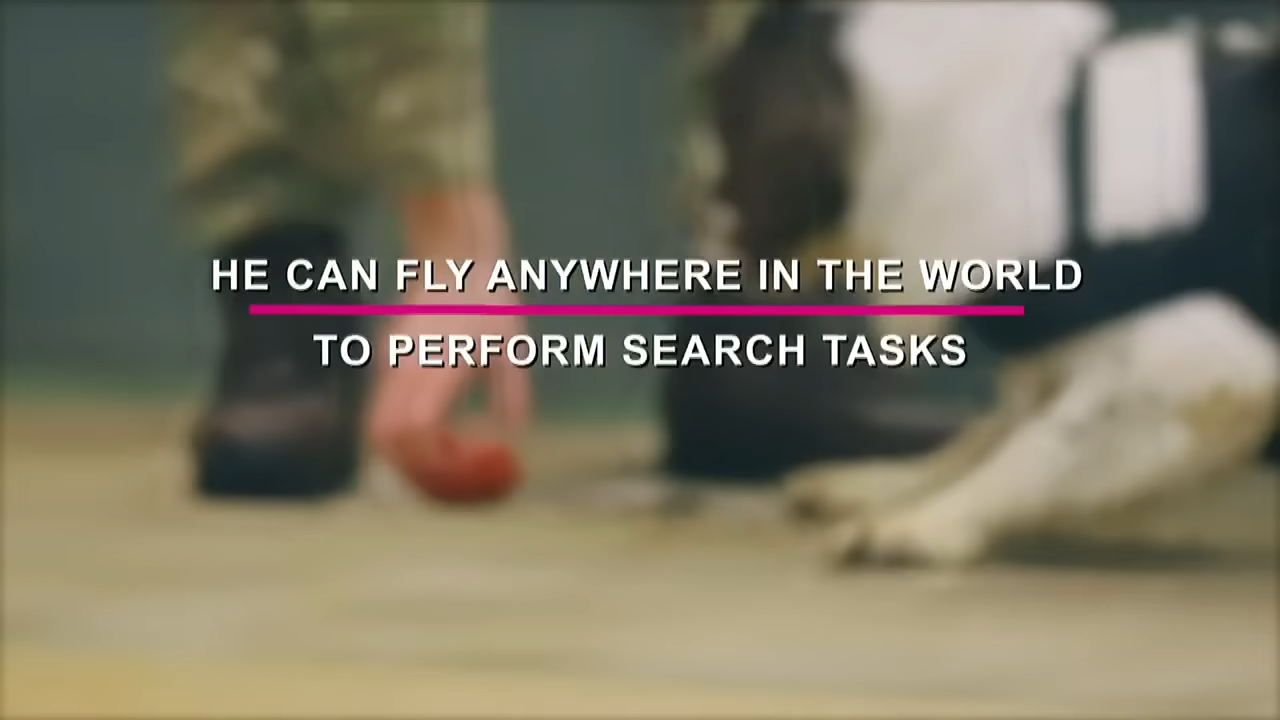 HE CAN FLY ANYWHERE IN THE WORLD
TO PERFORM SEARCH TASKS